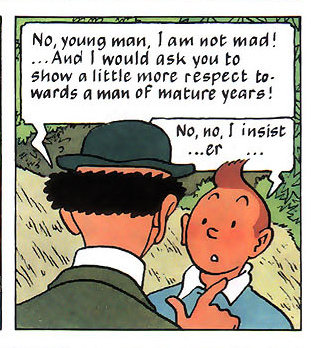 No, young man, I am not mad!
...And I would ask you to
show a little more respect to-
wards a man of mature years!
No, no, I insist
...er ...